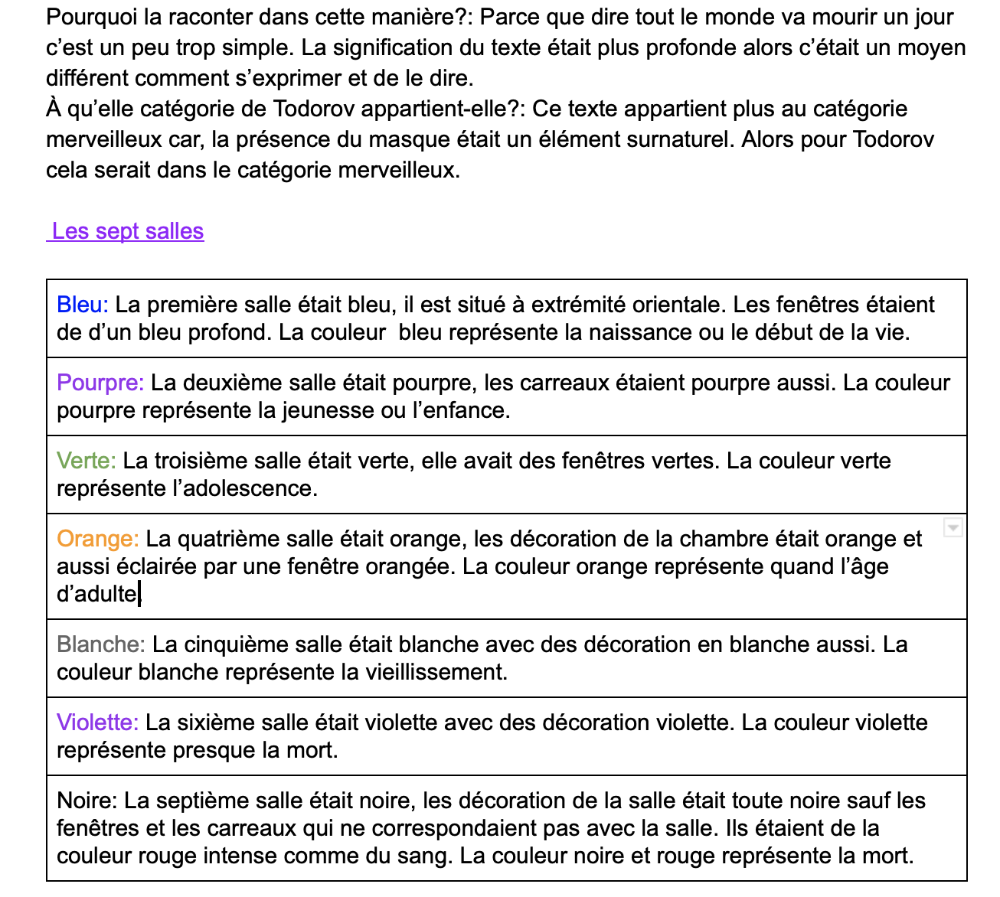 Pourquoi la raconter dans cette manière?: Parce que dire tout le monde va mourir un jour
c’est un peu trop simple. La signification du texte était plus profonde alors c’était un moyen
différent comment s’exprimer et de le dire.
À qu’elle catégorie de Todorov appartient-elle?: Ce texte appartient plus au catégorie
merveilleux car, la présence du masque était un élément surnaturel. Alors pour Todorov
cela serait dans le catégorie merveilleux.
Les sept salles
Bleu: La première salle était bleu, il est situé à extrémité orientale. Les fenêtres étaient
de d’un bleu profond. La couleur  bleu représente la naissance ou le début de la vie.
Pourpre: La deuxième salle était pourpre, les carreaux étaient pourpre aussi. La couleur
pourpre représente la jeunesse ou l’enfance.
Verte: La troisième salle était verte, elle avait des fenêtres vertes. La couleur verte
représente l’adolescence.
Orange: La quatrième salle était orange, les décoration de la chambre était orange et
aussi éclairée par une fenêtre orangée. La couleur orange représente quand l’âge
d’adulte.
Blanche: La cinquième salle était blanche avec des décoration en blanche aussi. La
couleur blanche représente la vieillissement.
Violette: La sixième salle était violette avec des décoration violette. La couleur violette
représente presque la mort.
Noire: La septième salle était noire, les décoration de la salle était toute noire sauf les
fenêtres et les carreaux qui ne correspondaient pas avec la salle. Ils étaient de la
couleur rouge intense comme du sang. La couleur noire et rouge représente la mort.